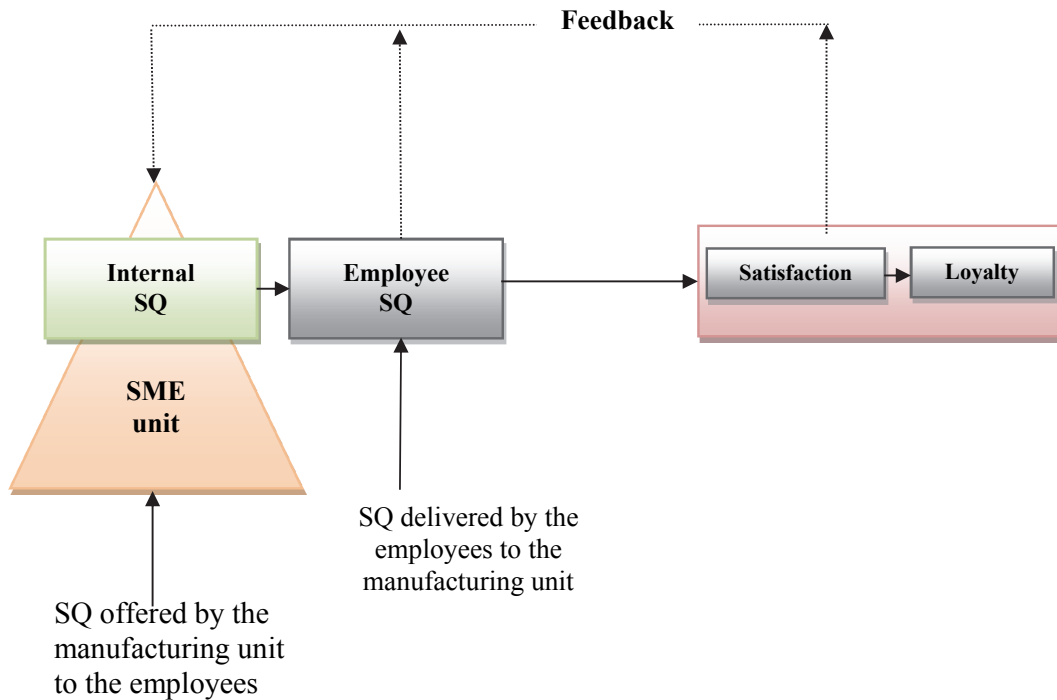 Feedback
Internal
SQ
Employee
SQ
Satisfaction
Loyalty
SME
unit
SQ delivered by the
employees to the
manufacturing unit
SQ offered by the
manufacturing unit
to the employees